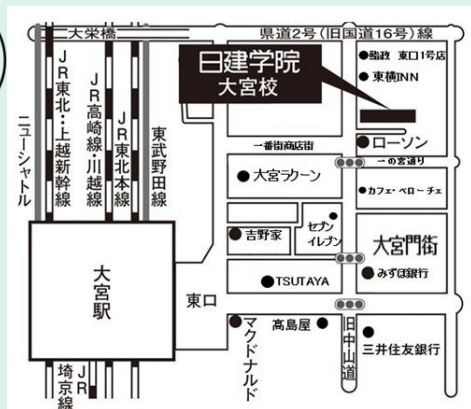 大栄橋
県道2号(旧国道16号)線
日建学院
大宮校
鮨政 東口1号店
東横INN
ローソン
一番街商店街
一の宮通り
大宮ラクーン
カフェ・ベローチェ
吉野家
セブン
イレブン
大宮門街
みずほ銀行
TSUTAYA
高島屋
マクドナルド
旧中山道
三井住友銀行
東口
大宮駅
ニューシャトル
JR東北・上越新幹線
JR高崎線・川越線
JR東北本線
東武野田線
JR
埼京線